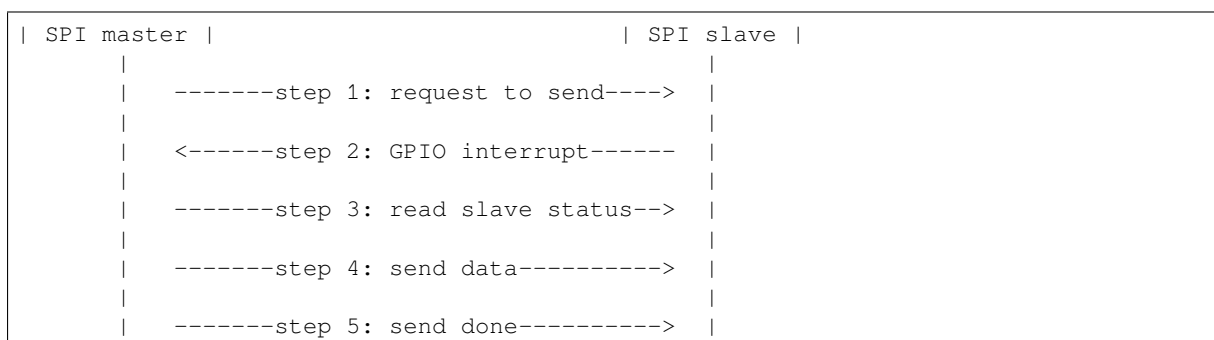 | SPI master |                                  | SPI slave |
      |                                                |
      |   -------step 1: request to send---->  |
      |                                                |
      |   <------step 2: GPIO interrupt------  |
      |                                                |
      |   -------step 3: read slave status-->  |
      |                                                |
      |   -------step 4: send data---------->  |
      |                                                |
      |   -------step 5: send done---------->  |